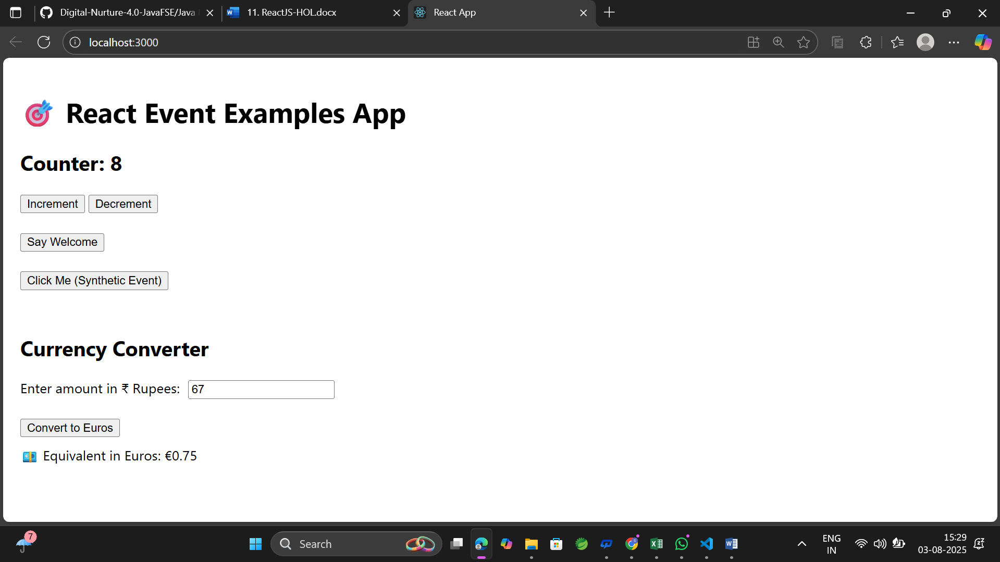 Digital-Nurture-4.0-JavaFSE/Java
11. ReactJS-HOL.docx
React App
localhost:3000
React Event Examples App
Counter: 8
Increment Decrement
Say Welcome
Click Me (Synthetic Event)
Currency Converter
Enter amount in ₹ Rupees: 67
Convert to Euros
Equivalent in Euros: €0.75
7
Search
ENG
IN
15:29
03-08-2025